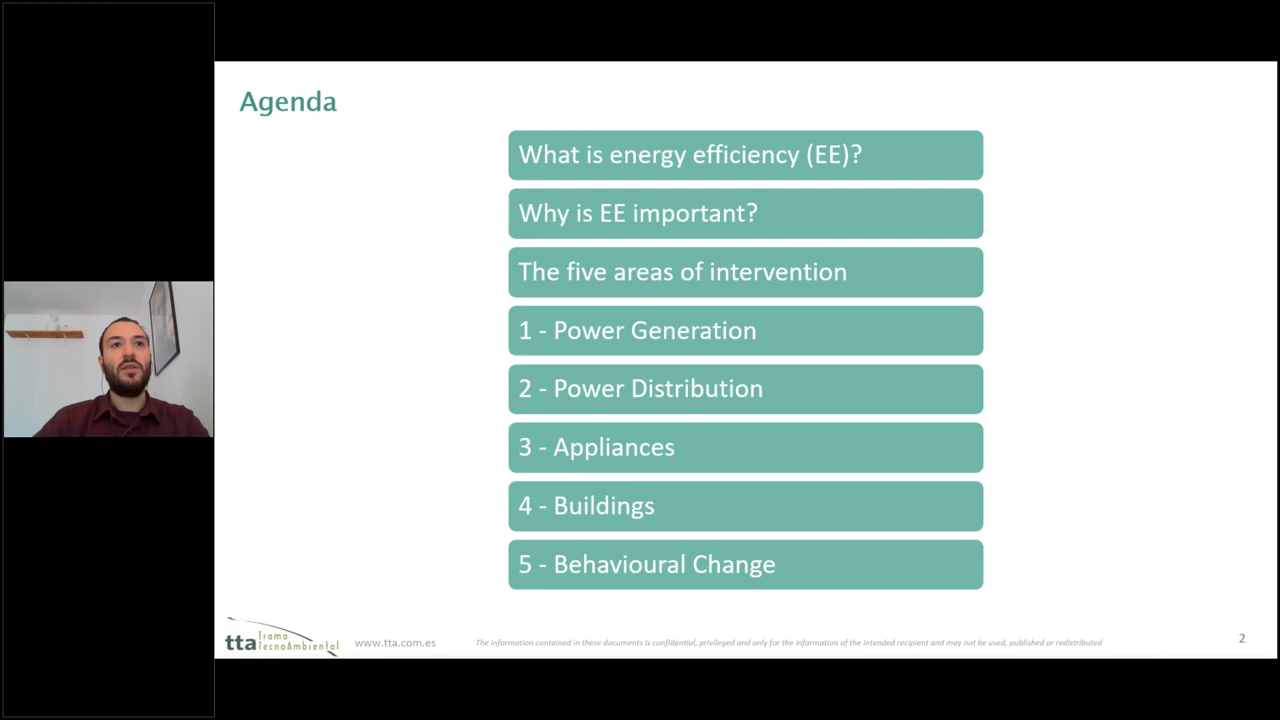 Agenda
What is energy efficiency (EE)?
Why is EE important?
The five areas of intervention
1 - Power Generation
2 - Power Distribution
3 - Appliances
4 - Buildings
5 - Behavioural Change
tta Trama TecnoAmbiental
www.tta.com.es
The information contained in these documents is confidential, privileged and only for the information of the intended recipient and may not be used, published or redistributed
2